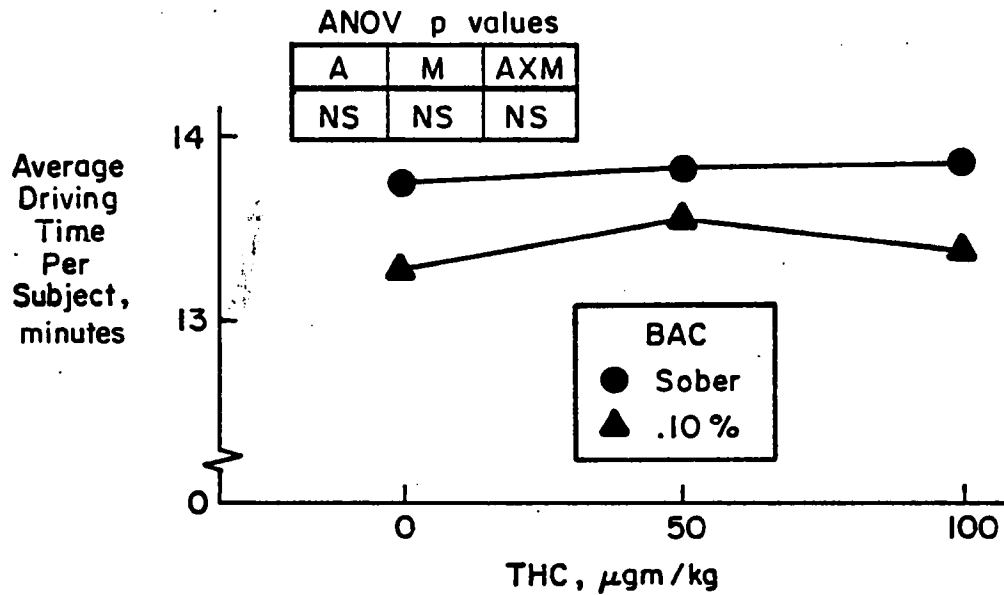 ANOV p values
A M AXM
NS NS NS
14
Average
Driving
Time
Per
Subject,
minutes
13
BAC
Sober
.10%
0
0 50 100
THC, μgm/kg